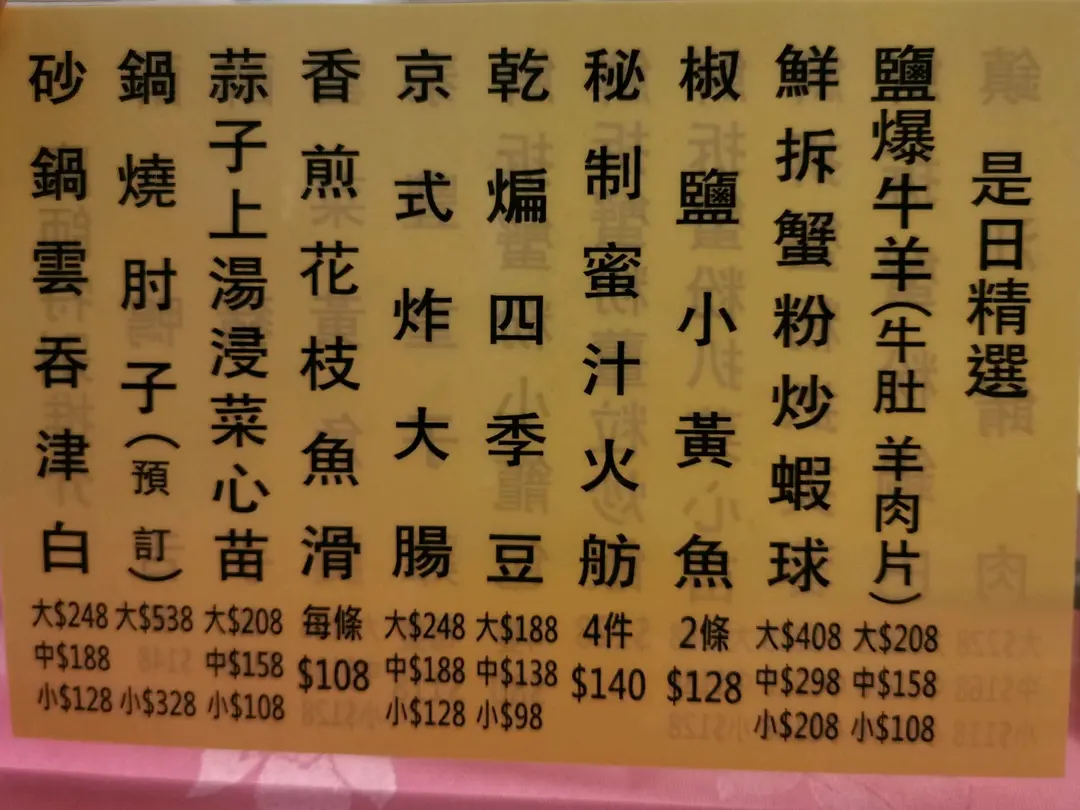 是日精選
鹽爆牛羊(牛肚 羊肉片)
大$208
中$158
小$108
鮮拆蟹粉炒蝦球
大$408
中$298
小$208
椒鹽小黃魚
2條
$128
秘制蜜汁火舫
4件
$140
乾煸四季豆
大$188
中$138
小$98
京式炸大腸
大$248
中$188
小$128
香煎花枝魚滑
每條
$108
蒜子上湯浸菜心苗
大$208
中$158
小$108
鍋燒肘子(預訂)
大$538
小$328
砂鍋雲吞津白
大$248
中$188
小$128